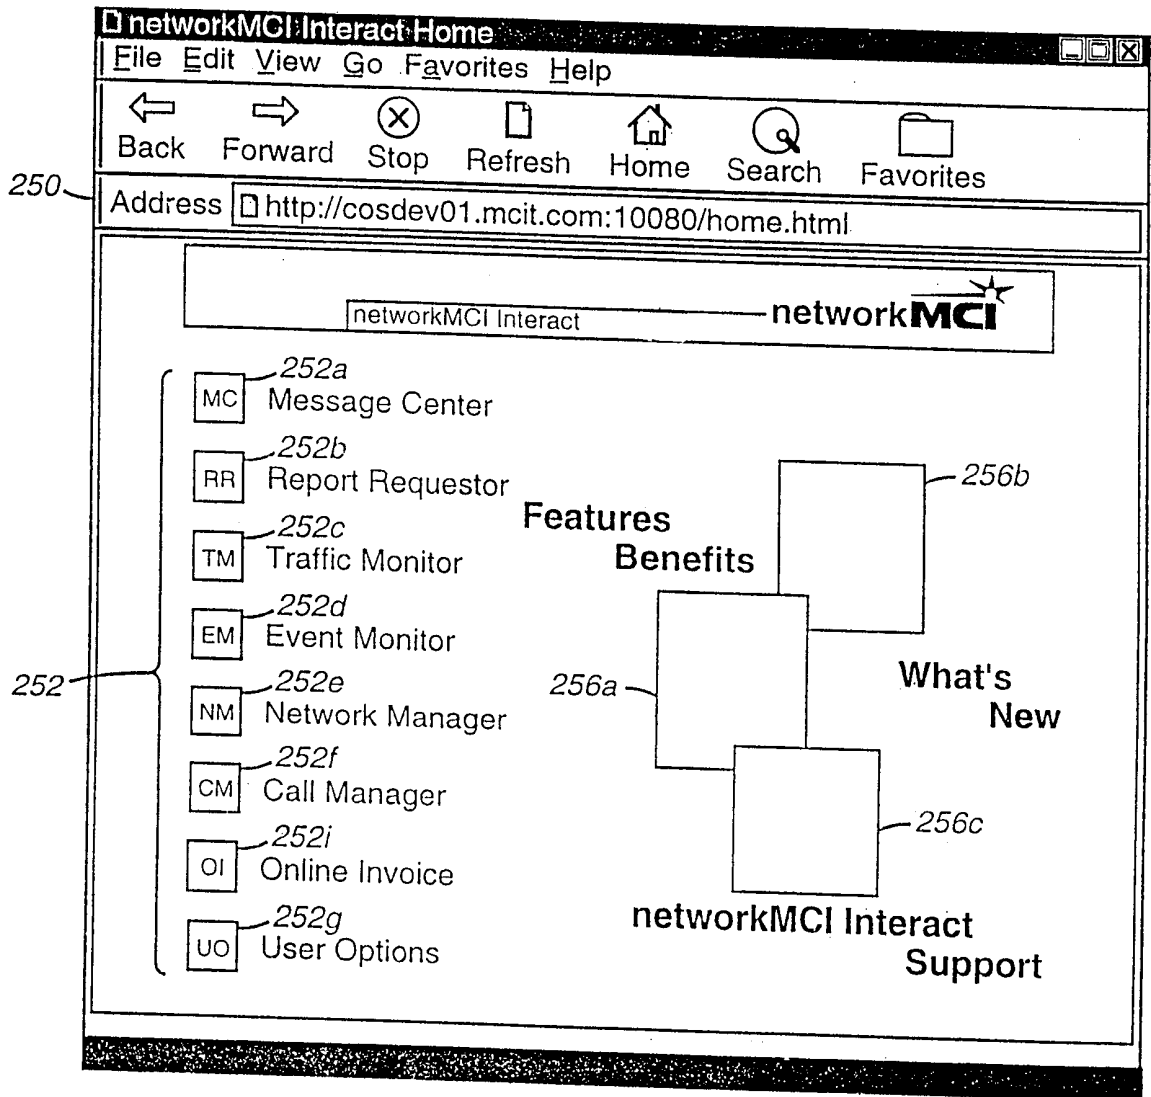 networkMCI Interact Home
File Edit View Go Favorites Help
Back Forward Stop Refresh Home Search Favorites
250
Address http://cosdev01.mcit.com:10080/home.html
networkMCI Interact networkMCI
252
252a
MC Message Center
252b
RR Report Requestor
252c
TM Traffic Monitor
252d
EM Event Monitor
252e
NM Network Manager
252f
CM Call Manager
252i
OI Online Invoice
252g
UO User Options
256b
Features
Benefits
256a
What's
New
256c
networkMCI Interact
Support